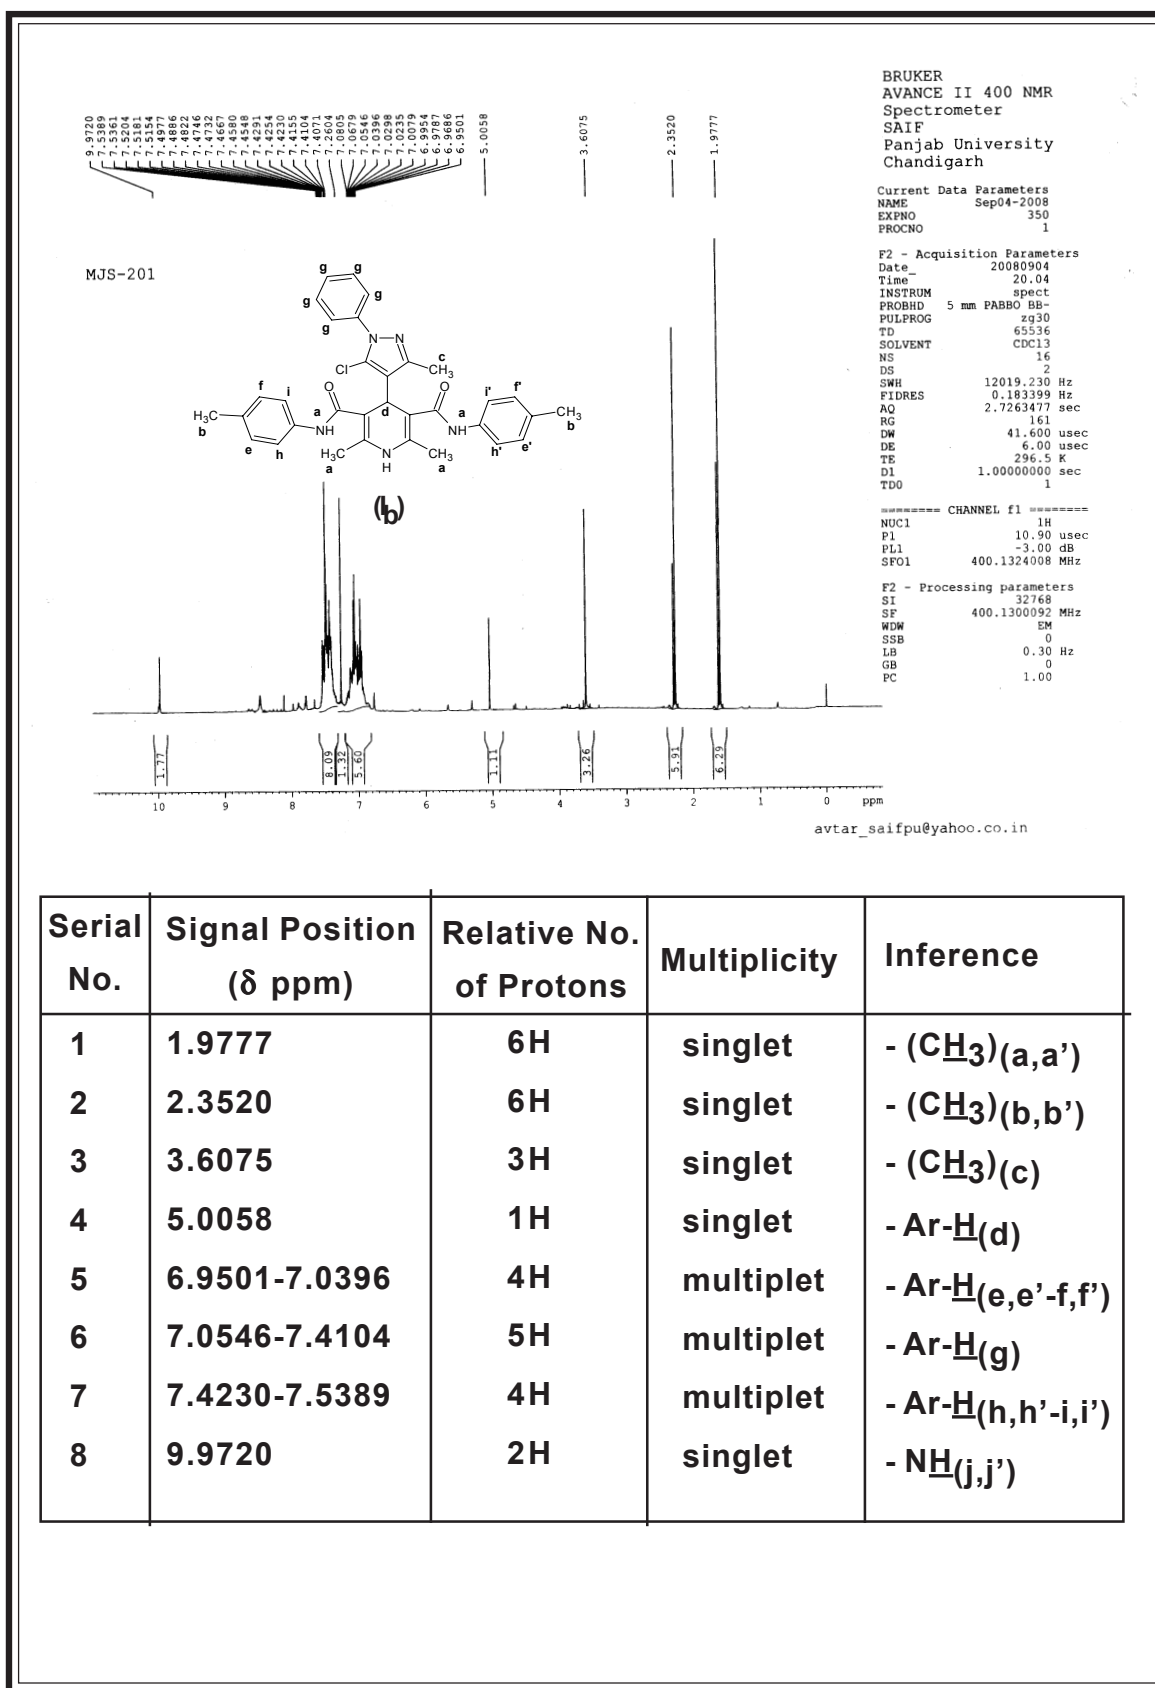 9.9720
7.5389
7.5361
7.5204
7.5181
7.5154
7.4977
7.4886
7.4822
7.4746
7.4732
7.4667
7.4580
7.4548
7.4291
7.4254
7.4230
7.4155
7.4104
7.4071
7.2604
7.0805
7.0679
7.0546
7.0396
7.0298
7.0235
7.0079
6.9954
6.9787
6.9686
6.9501
5.0058
3.6075
2.3520
1.9777
BRUKER
AVANCE II 400 NMR
Spectrometer
SAIF
Panjab University
Chandigarh
Current Data Parameters
NAME Sep04-2008
EXPNO 350
PROCNO 1
F2 - Acquisition Parameters
Date_ 20080904
Time 20.04
INSTRUM spect
PROBHD 5 mm PABBO BB-
PULPROG zg30
TD 65536
SOLVENT CDCl3
NS 16
DS 2
SWH 12019.230 Hz
FIDRES 0.183399 Hz
AQ 2.7263477 sec
RG 161
DW 41.600 usec
DE 6.00 usec
TE 296.5 K
D1 1.00000000 sec
TD0 1
======== CHANNEL f1 ========
NUC1 1H
P1 10.90 usec
PL1 -3.00 dB
SFO1 400.1324008 MHz
F2 - Processing parameters
SI 32768
SF 400.1300092 MHz
WDW EM
SSB 0
LB 0.30 Hz
GB 0
PC 1.00
MJS-201
g g
g g
g
N N
Cl c
CH3
f i O O i' f'
H3C a d a CH3
b NH HN b
e h h' e'
H3C N CH3
a H a
(Ib)
1.77 8.09 1.32 5.60 1.11 3.26 5.91 6.29
10 9 8 7 6 5 4 3 2 1 0 ppm
avtar_saifpu@yahoo.co.in
Serial No. Signal Position (δ ppm) Relative No. of Protons Multiplicity Inference
1 1.9777 6H singlet - (CH3)(a,a’)
2 2.3520 6H singlet - (CH3)(b,b’)
3 3.6075 3H singlet - (CH3)(c)
4 5.0058 1H singlet - Ar-H(d)
5 6.9501-7.0396 4H multiplet - Ar-H(e,e’-f,f’)
6 7.0546-7.4104 5H multiplet - Ar-H(g)
7 7.4230-7.5389 4H multiplet - Ar-H(h,h’-i,i’)
8 9.9720 2H singlet - NH(j,j’)